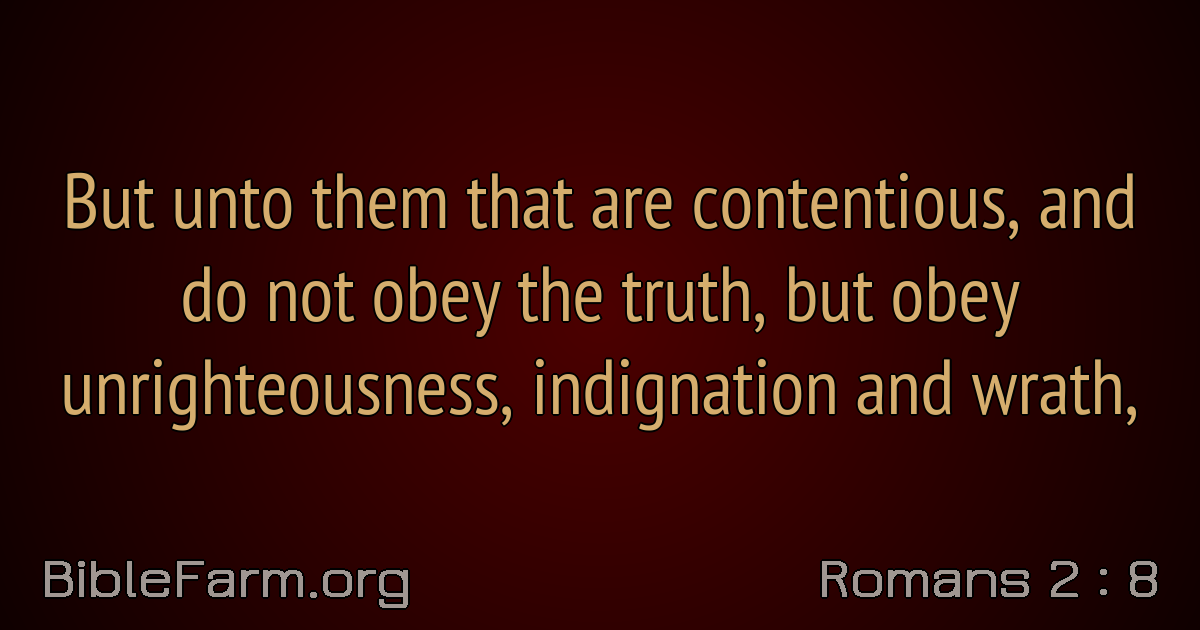 But unto them that are contentious, and
do not obey the truth, but obey
unrighteousness, indignation and wrath,
BibleFarm.org
Romans 2 : 8